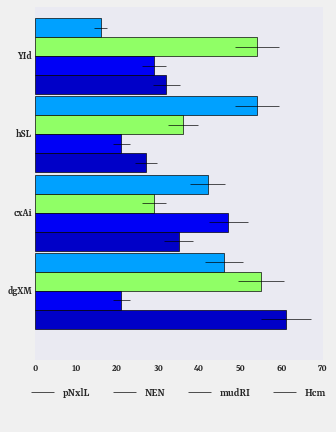 YId
hSL
cxAi
dgXM
0 10 20 30 40 50 60 70
pNxlL NEN mudRI Hcm